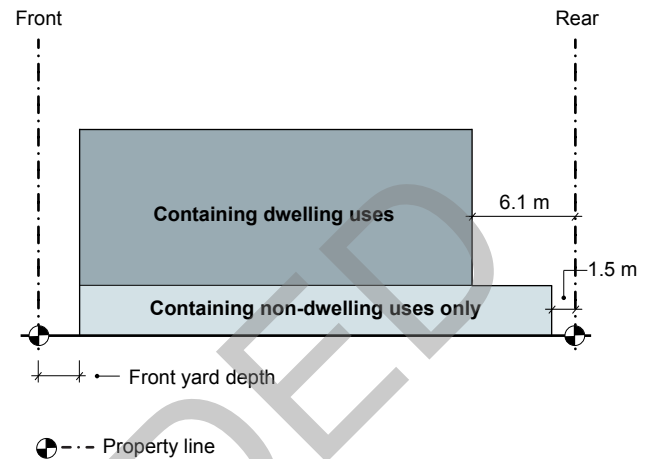 Front
Rear
6.1 m
Containing dwelling uses
1.5 m
Containing non-dwelling uses only
Front yard depth
Property line